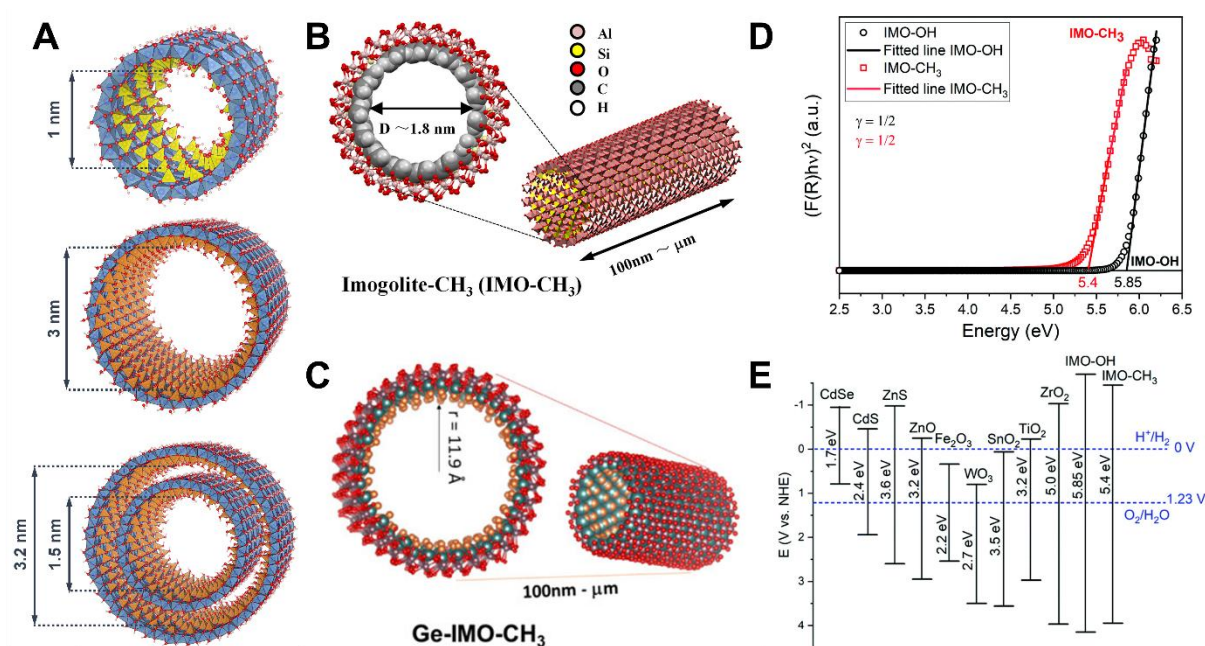 A
1 nm
3 nm
3.2 nm
1.5 nm
B
Al
Si
O
C
H
D ～1.8 nm
100nm ～ μm
Imogolite-CH₃ (IMO-CH₃)
C
r = 11.9 Å
100nm - μm
Ge-IMO-CH₃
D
IMO-OH
Fitted line IMO-OH
IMO-CH₃
Fitted line IMO-CH₃
γ = 1/2
γ = 1/2
IMO-CH₃
IMO-OH
5.4
5.85
(F(R)hν)² (a.u.)
2.5 3.0 3.5 4.0 4.5 5.0 5.5 6.0 6.5
Energy (eV)
E
E (V vs. NHE)
-1
0
1
2
3
4
CdSe
1.7eV
CdS
2.4 eV
ZnS
3.6 eV
ZnO
3.2 eV
Fe₂O₃
2.2 eV
WO₃
2.7 eV
SnO₂
3.5 eV
TiO₂
3.2 eV
ZrO₂
5.0 eV
IMO-OH
5.85 eV
IMO-CH₃
5.4 eV
H⁺/H₂
0 V
1.23 V
O₂/H₂O